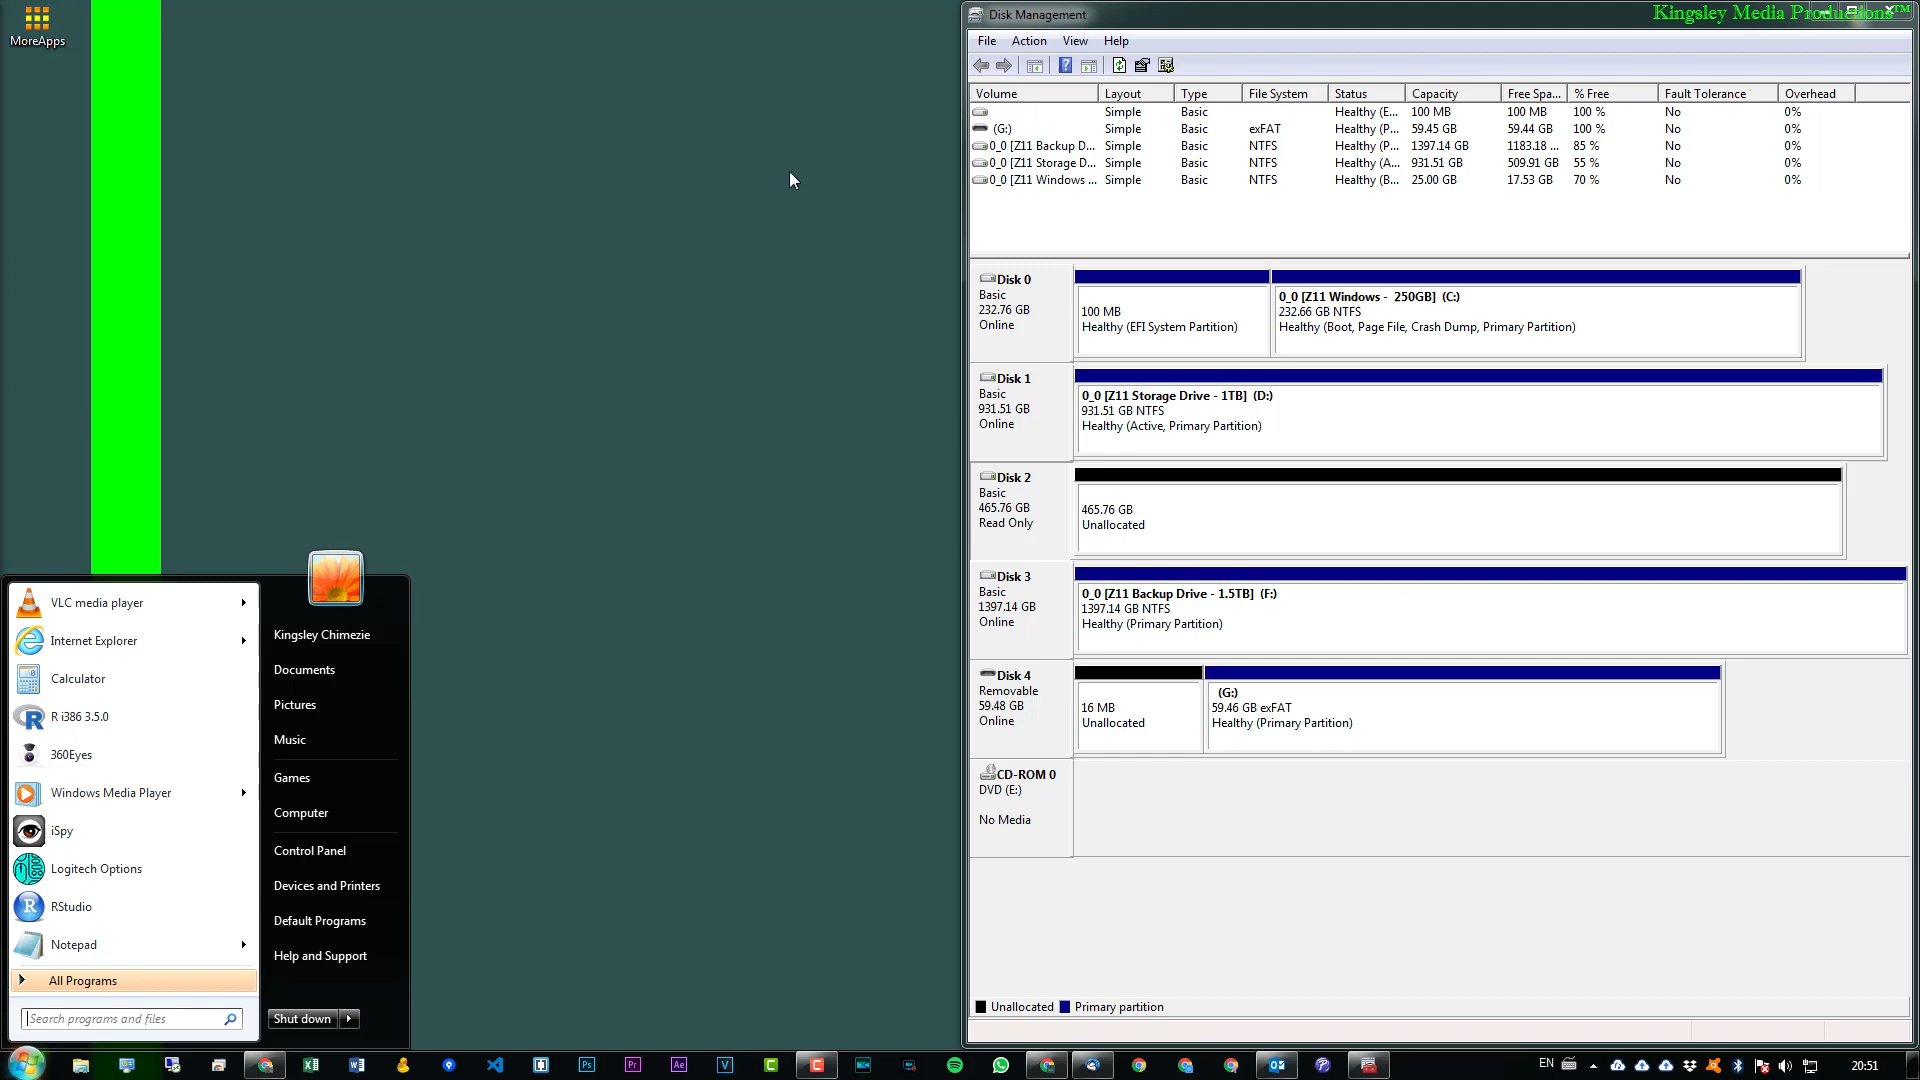 MoreApps
Disk Management
Kingsley Media Productions™
File Action View Help
Volume Layout Type File System Status Capacity Free Spa... % Free Fault Tolerance Overhead
Simple Basic Healthy (E... 100 MB 100 MB 100 % No 0%
(G:) Simple Basic exFAT Healthy (P... 59.45 GB 59.44 GB 100 % No 0%
0_0 [Z11 Backup D... Simple Basic NTFS Healthy (P... 1397.14 GB 1183.18 ... 85 % No 0%
0_0 [Z11 Storage D... Simple Basic NTFS Healthy (A... 931.51 GB 509.91 GB 55 % No 0%
0_0 [Z11 Windows ... Simple Basic NTFS Healthy (B... 25.00 GB 17.53 GB 70 % No 0%
Disk 0
Basic
232.76 GB
Online
100 MB
Healthy (EFI System Partition)
0_0 [Z11 Windows - 250GB] (C:)
232.66 GB NTFS
Healthy (Boot, Page File, Crash Dump, Primary Partition)
Disk 1
Basic
931.51 GB
Online
0_0 [Z11 Storage Drive - 1TB] (D:)
931.51 GB NTFS
Healthy (Active, Primary Partition)
Disk 2
Basic
465.76 GB
Read Only
465.76 GB
Unallocated
Disk 3
Basic
1397.14 GB
Online
0_0 [Z11 Backup Drive - 1.5TB] (F:)
1397.14 GB NTFS
Healthy (Primary Partition)
Disk 4
Removable
59.48 GB
Online
16 MB
Unallocated
(G:)
59.46 GB exFAT
Healthy (Primary Partition)
CD-ROM 0
DVD (E:)
No Media
Unallocated Primary partition
VLC media player
Internet Explorer
Calculator
R i386 3.5.0
360Eyes
Windows Media Player
iSpy
Logitech Options
RStudio
Notepad
All Programs
Search programs and files
Kingsley Chimezie
Documents
Pictures
Music
Games
Computer
Control Panel
Devices and Printers
Default Programs
Help and Support
Shut down
EN
20:51